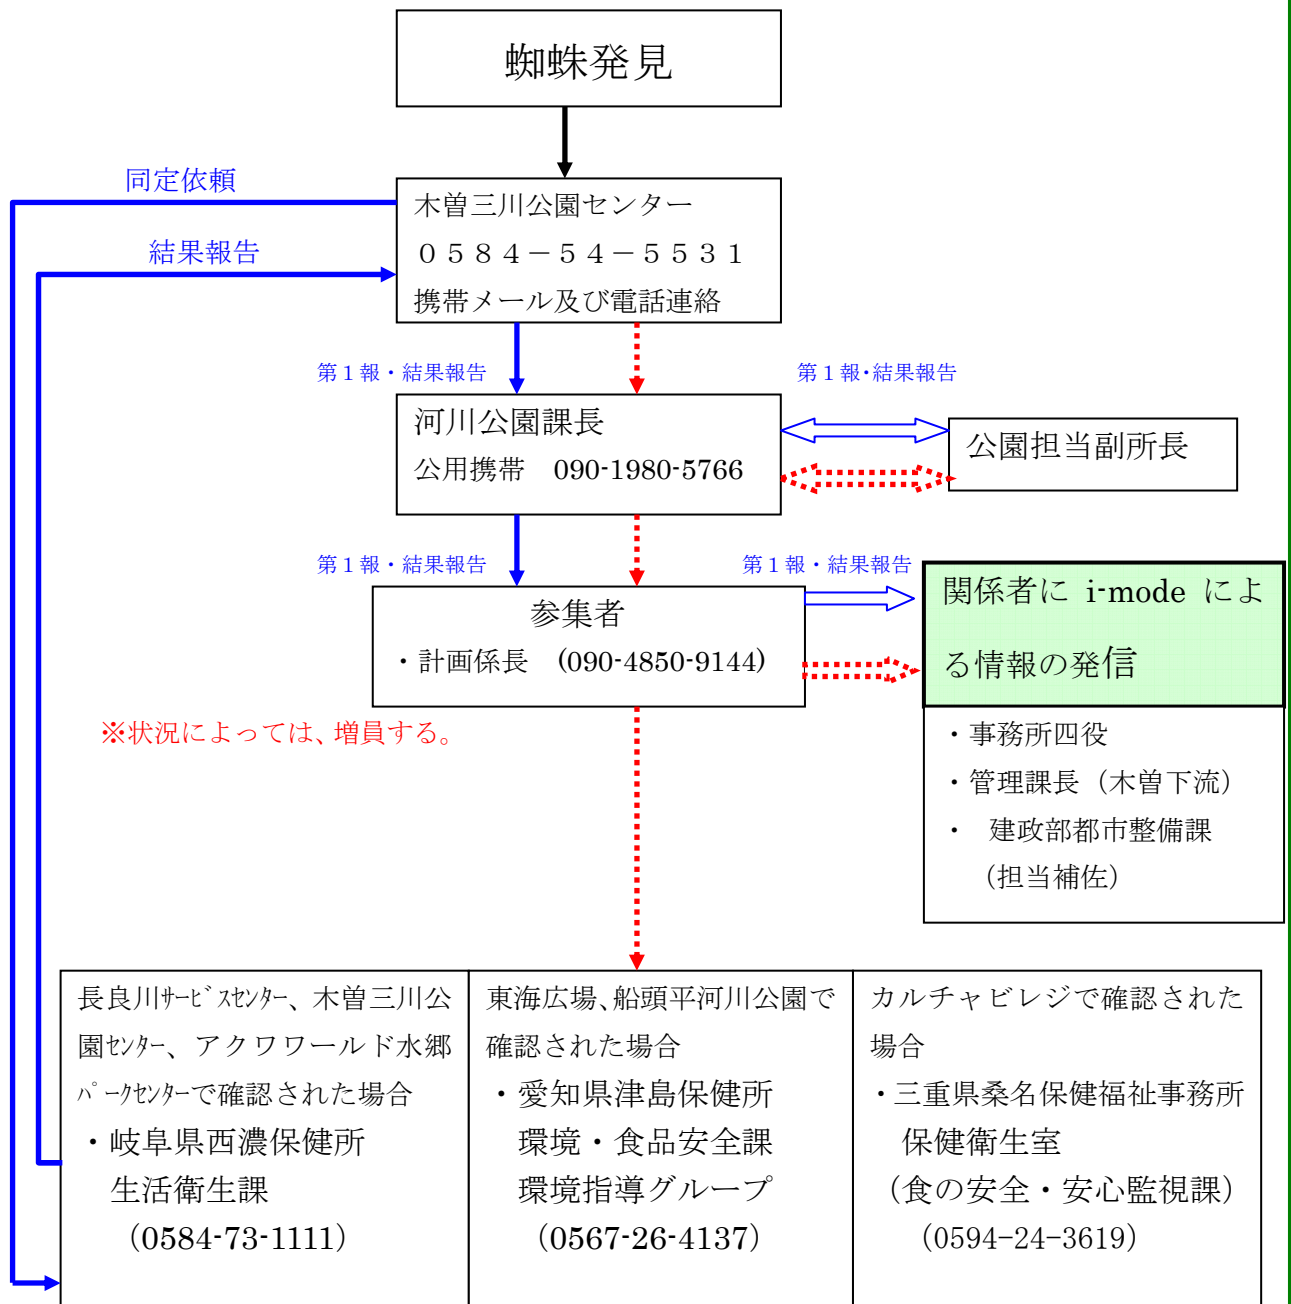 蜘蛛発見
同定依頼
木曽三川公園センター
０５８４－５４－５５３１
携帯メール及び電話連絡
結果報告
第１報・結果報告
第１報・結果報告
河川公園課長
公用携帯　090-1980-5766
公園担当副所長
第１報・結果報告
第１報・結果報告
参集者
・計画係長　(090-4850-9144)
関係者に i-mode によ
る情報の発信
※状況によっては、増員する。
・事務所四役
・管理課長（木曽下流）
・　建政部都市整備課
（担当補佐）
長良川ｻｰﾋﾞｽｾﾝﾀｰ、木曽三川公
園ｾﾝﾀｰ、アクワワールド水郷
ﾊﾟｰｸｾﾝﾀｰで確認された場合
・岐阜県西濃保健所
生活衛生課
（0584-73-1111）
東海広場、船頭平河川公園で
確認された場合
・愛知県津島保健所
環境・食品安全課
環境指導グループ
（0567-26-4137）
カルチャビレジで確認された
場合
・三重県桑名保健福祉事務所
保健衛生室
（食の安全・安心監視課）
（0594-24-3619）